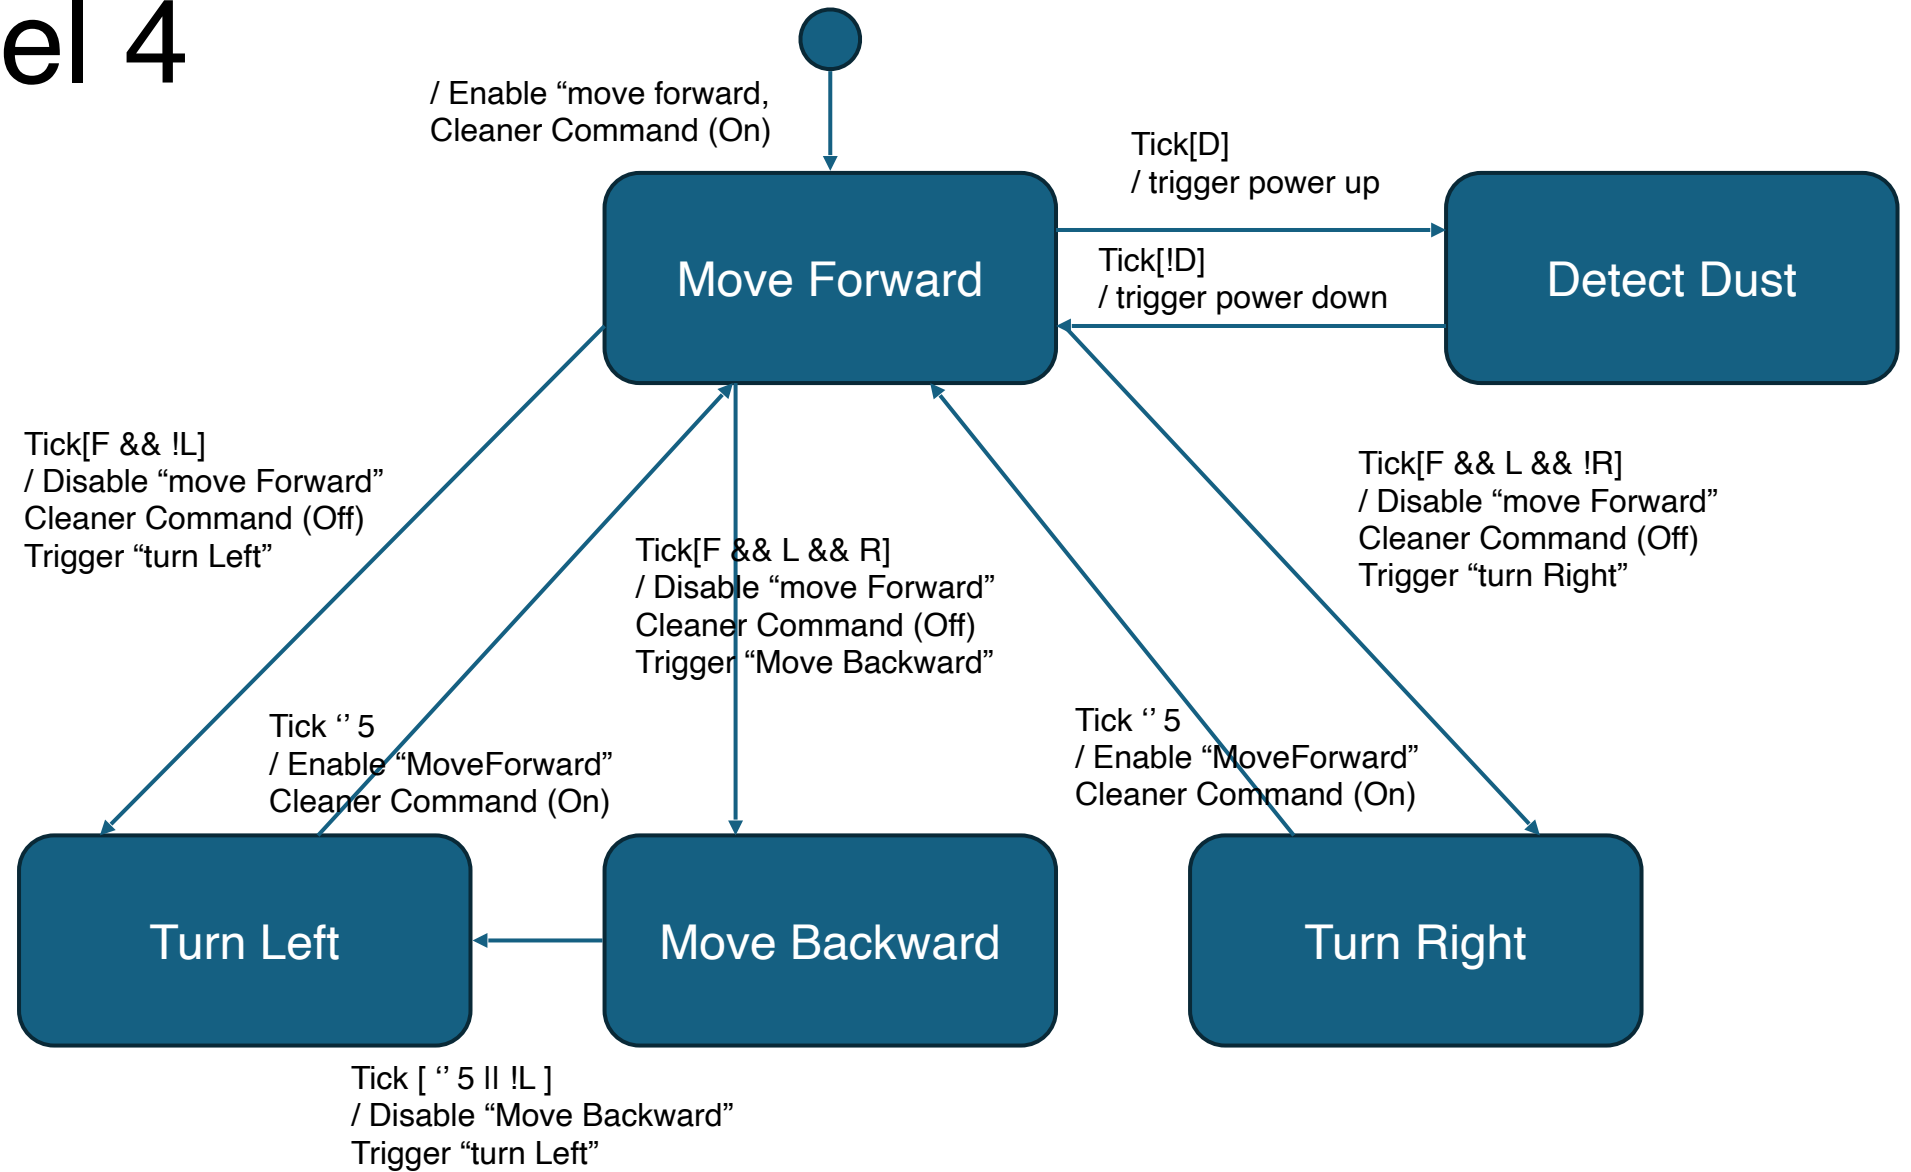 el 4
/ Enable “move forward,
Cleaner Command (On)
Tick[D]
/ trigger power up
Move Forward
Tick[!D]
/ trigger power down
Detect Dust
Tick[F && !L]
/ Disable “move Forward”
Cleaner Command (Off)
Trigger “turn Left”
Tick[F && L && R]
/ Disable “move Forward”
Cleaner Command (Off)
Trigger “Move Backward”
Tick[F && L && !R]
/ Disable “move Forward”
Cleaner Command (Off)
Trigger “turn Right”
Tick ‘’ 5
/ Enable “MoveForward”
Cleaner Command (On)
Tick ‘’ 5
/ Enable “MoveForward”
Cleaner Command (On)
Turn Left
Move Backward
Turn Right
Tick [ ‘’ 5 || !L ]
/ Disable “Move Backward”
Trigger “turn Left”